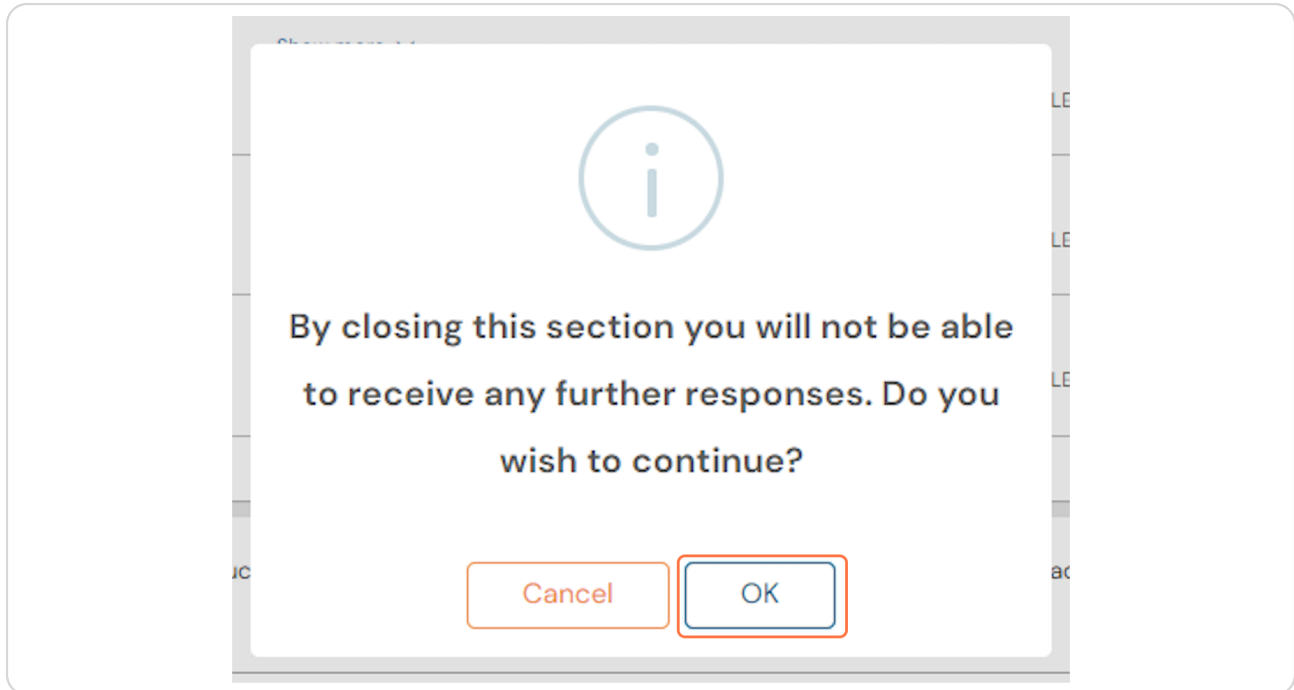 By closing this section you will not be able
to receive any further responses. Do you
wish to continue?
Cancel
OK